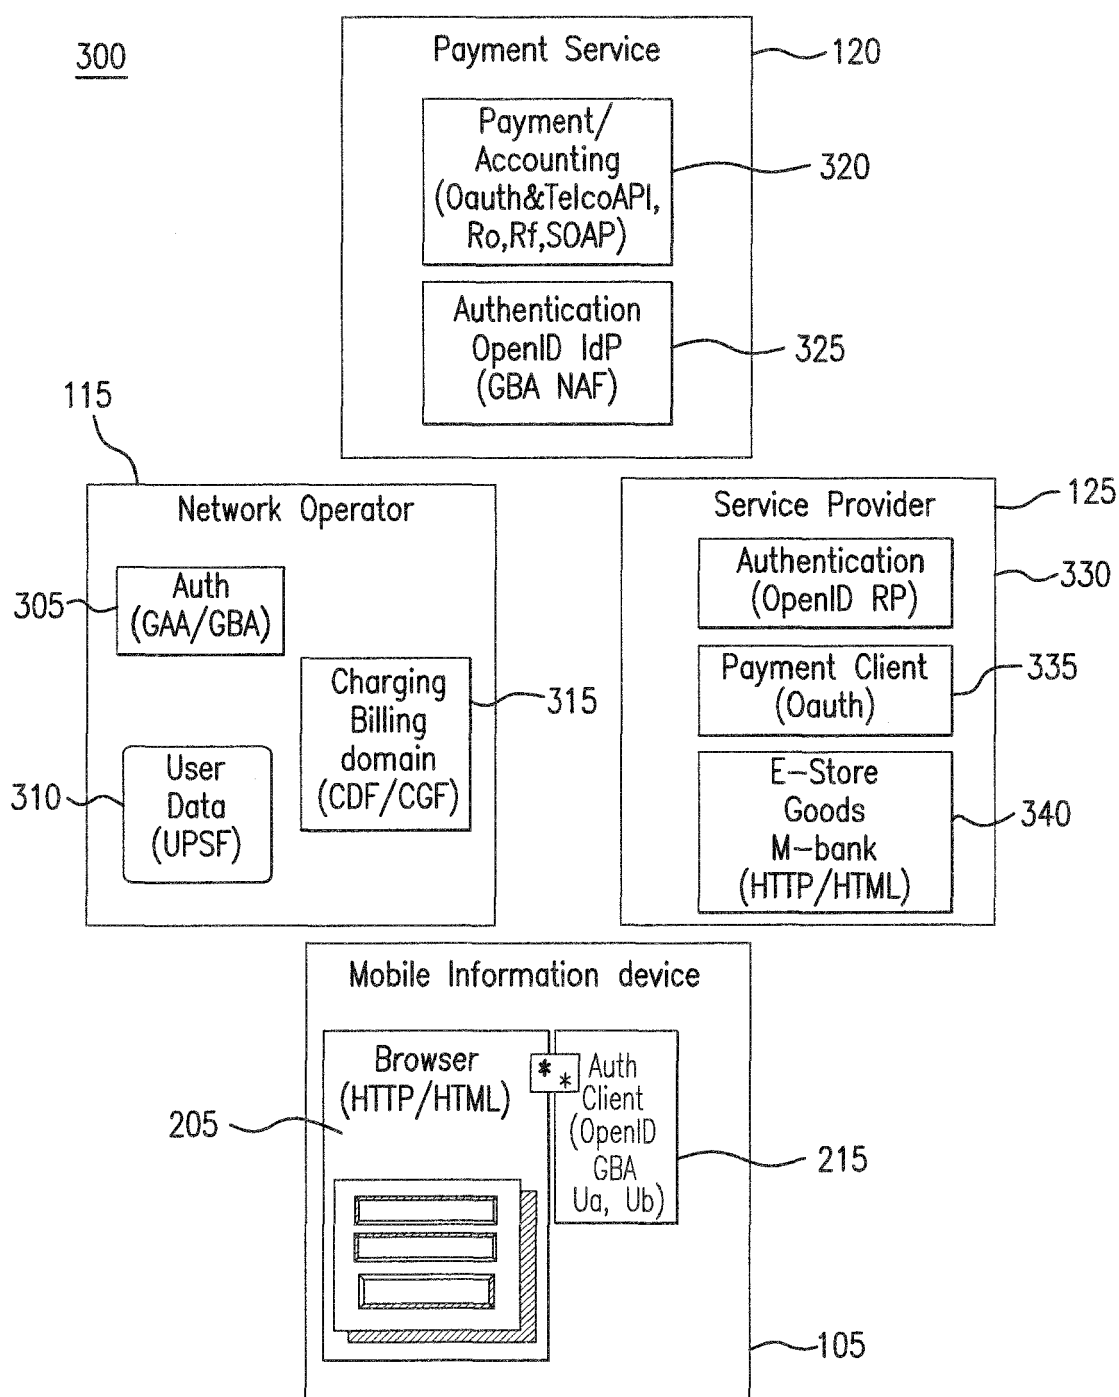 300
Payment Service
120
Payment/
Accounting
(Oauth&TelcoAPI,
Ro,Rf,SOAP)
320
Authentication
OpenID IdP
(GBA NAF)
325
115
Network Operator
Auth
(GAA/GBA)
305
Charging
Billing
domain
(CDF/CGF)
315
User
Data
(UPSF)
310
Service Provider
125
Authentication
(OpenID RP)
330
Payment Client
(Oauth)
335
E-Store
Goods
M-bank
(HTTP/HTML)
340
Mobile Information device
Browser
(HTTP/HTML)
205
* *
Auth
Client
(OpenID
GBA
Ua, Ub)
215
105